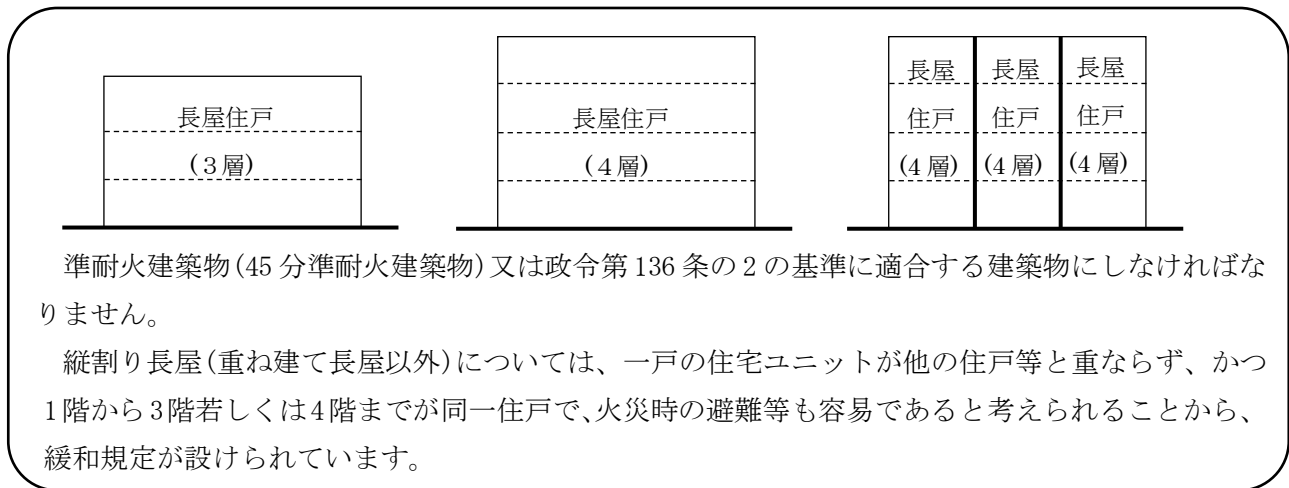 長屋住戸
(３層)
長屋住戸
(４層)
長屋 長屋 長屋
住戸 住戸 住戸
(4 層) (4 層) (4 層)
準耐火建築物(45 分準耐火建築物)又は政令第 136 条の 2 の基準に適合する建築物にしなければな
りません。
縦割り長屋(重ね建て長屋以外)については、一戸の住宅ユニットが他の住戸等と重ならず、かつ
1階から3階若しくは4階までが同一住戸で、火災時の避難等も容易であると考えられることから、
緩和規定が設けられています。